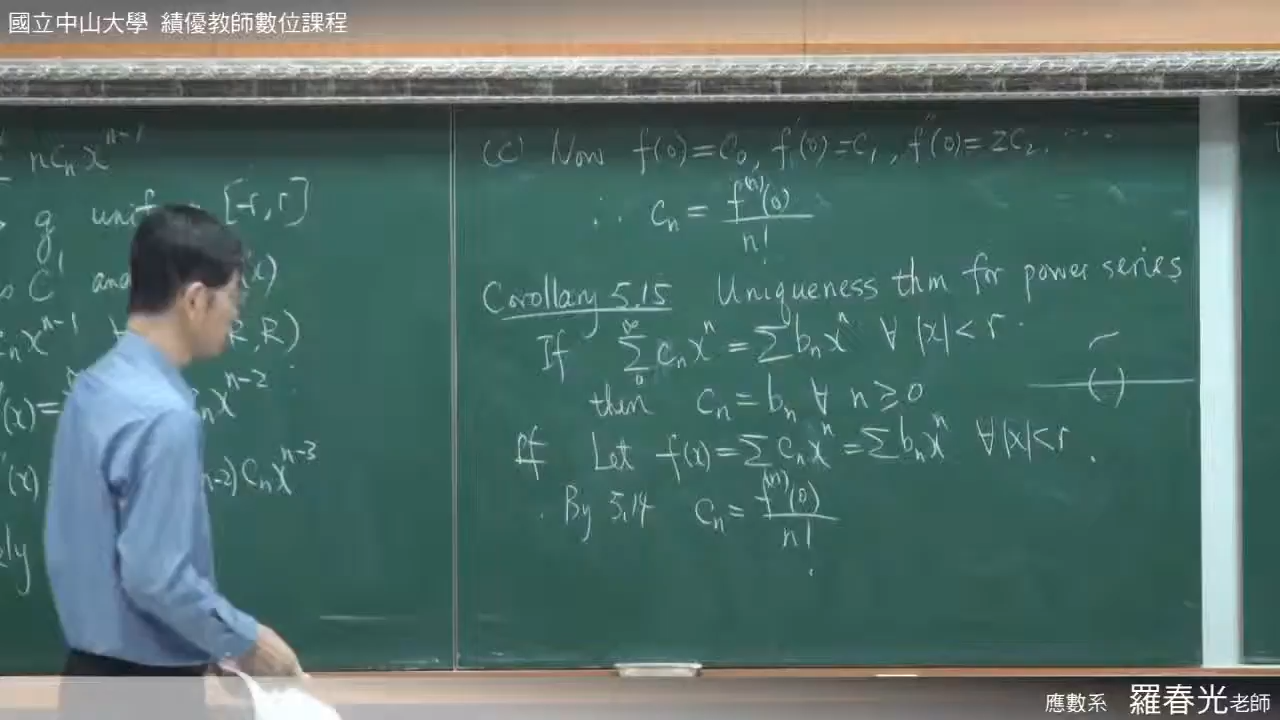 國立中山大學 績優教師數位課程
nCₙxⁿ⁻¹
g unif [-r, r]
C' and x)
Cₙxⁿ⁻¹ R, R)
(x)= nxⁿ⁻²
(x) n-2)Cₙxⁿ⁻³
ely
(c) Now f(0)=C₀, f'(0)=C₁, f''(0)=2C₂, ...
∴ Cₙ = f⁽ⁿ⁾(0) / n!
Corollary 5.15 Uniqueness thm for power series
If ∑₀^∞ Cₙxⁿ = ∑ bₙxⁿ ∀ |x|<r.
then Cₙ = bₙ ∀ n≥0
Pf Let f(x)=∑ Cₙxⁿ = ∑ bₙxⁿ ∀|x|<r.
By 5.14 Cₙ = f⁽ⁿ⁾(0) / n!
應數系 羅春光老師